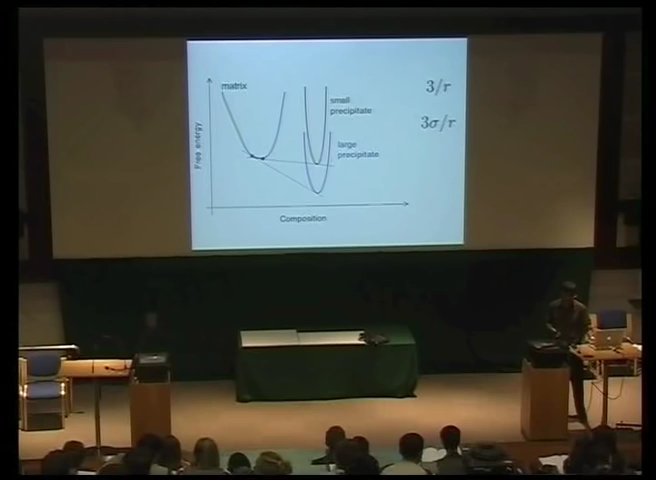 matrix
small
precipitate
large
precipitate
Free energy
Composition
3/r
3σ/r